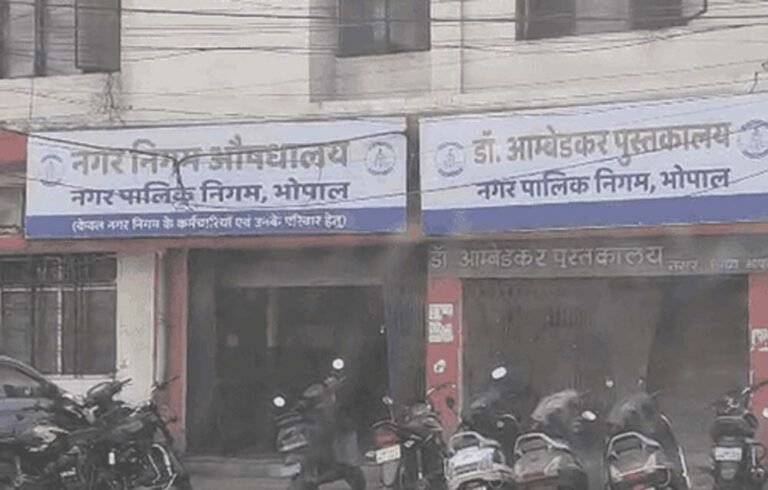 नगर निगम औषधालय
नगर पालिक निगम, भोपाल
(केवल नगर निगम के कर्मचारियों एवं उनके परिवार हेतु)
डॉ. आम्बेडकर पुस्तकालय
नगर पालिक निगम, भोपाल
डॉ. आम्बेडकर पुस्तकालय नगर